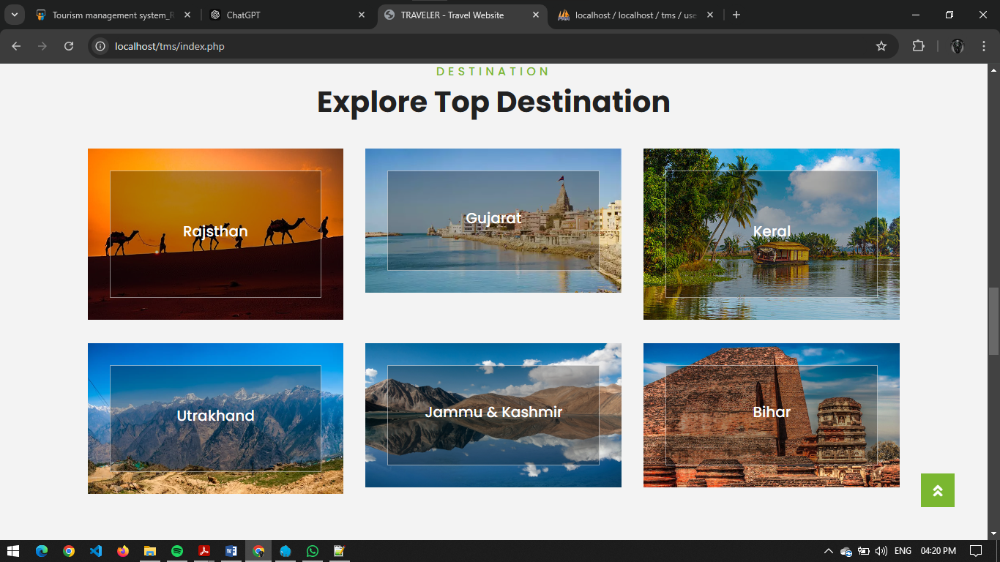 Tourism management system_R
ChatGPT
TRAVELER - Travel Website
localhost / localhost / tms / use
localhost/tms/index.php
DESTINATION
Explore Top Destination
Rajsthan
Gujarat
Keral
Utrakhand
Jammu & Kashmir
Bihar
ENG
04:20 PM